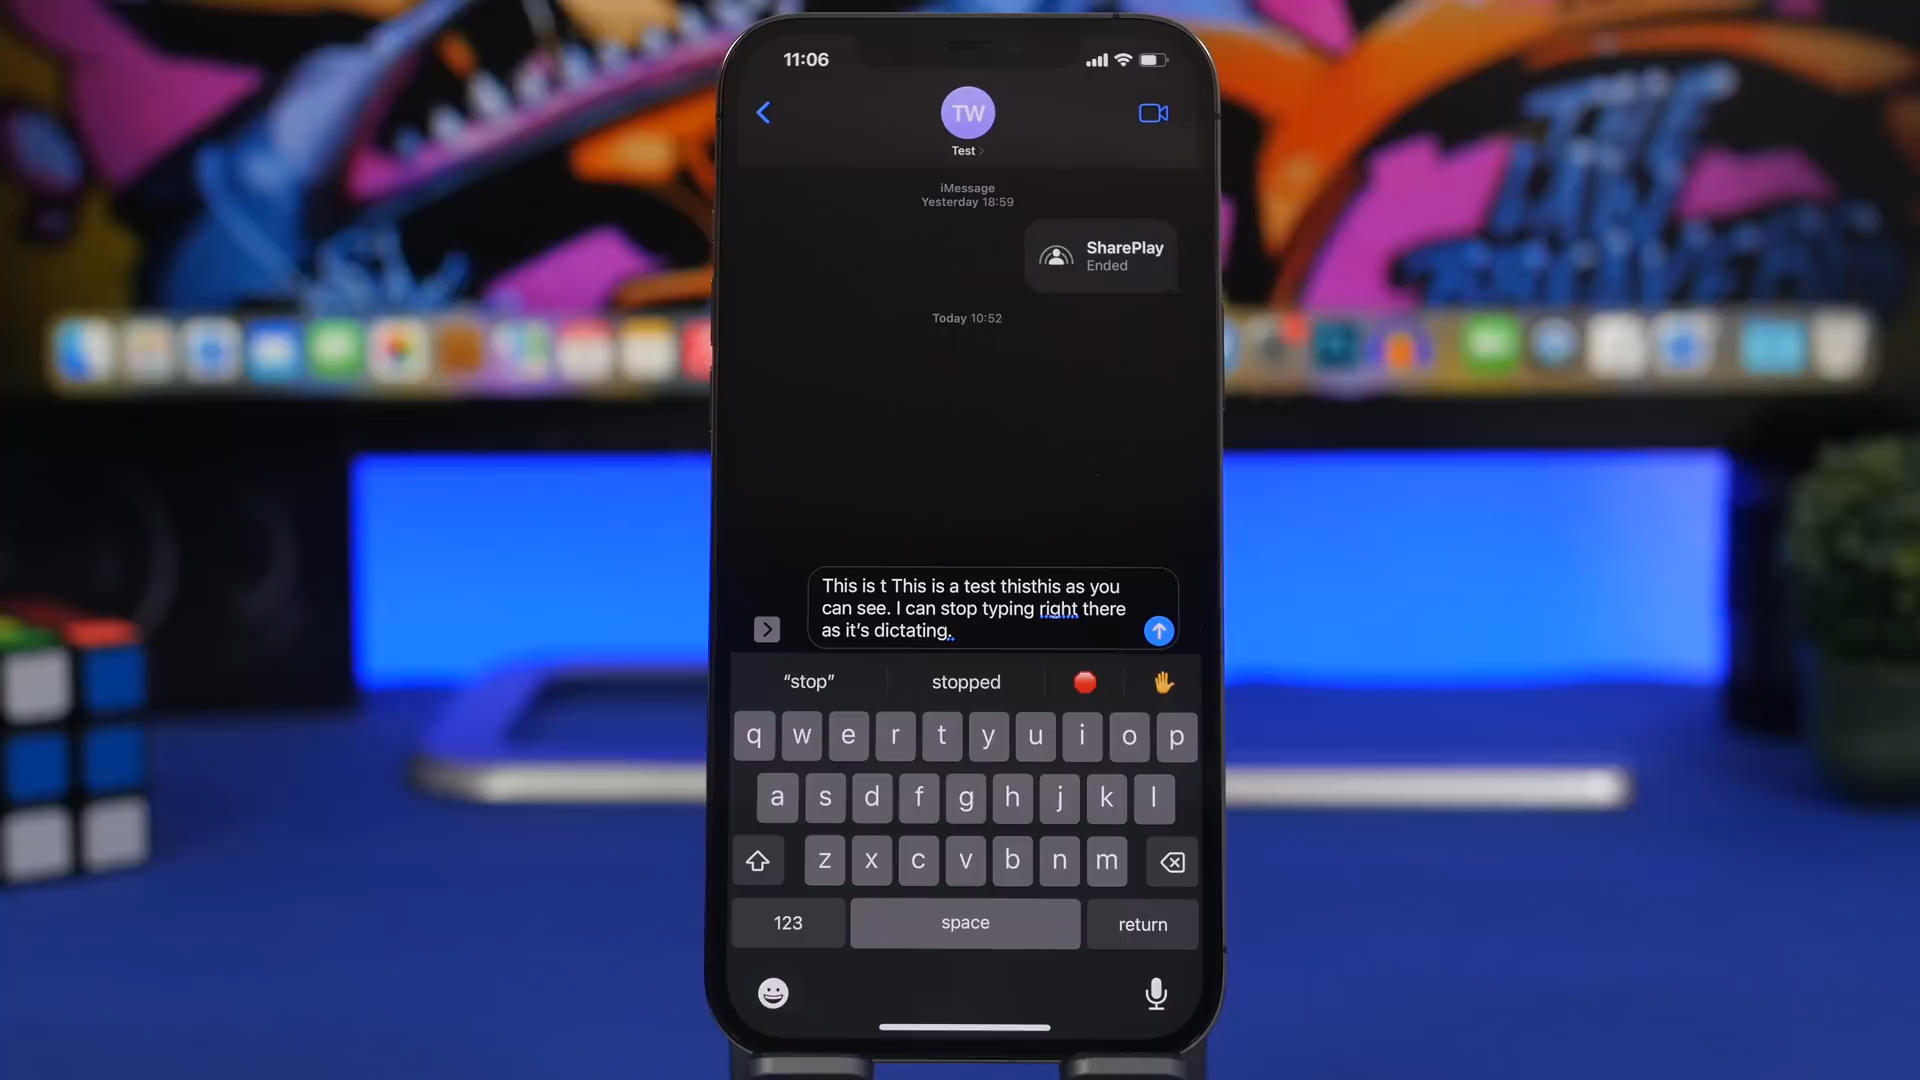 11:06
TW
Test
iMessage
Yesterday 18:59
SharePlay
Ended
Today 10:52
This is t This is a test thisthis as you
can see. I can stop typing right there
as it's dictating.
"stop" stopped
q w e r t y u i o p
a s d f g h j k l
z x c v b n m
123 space return